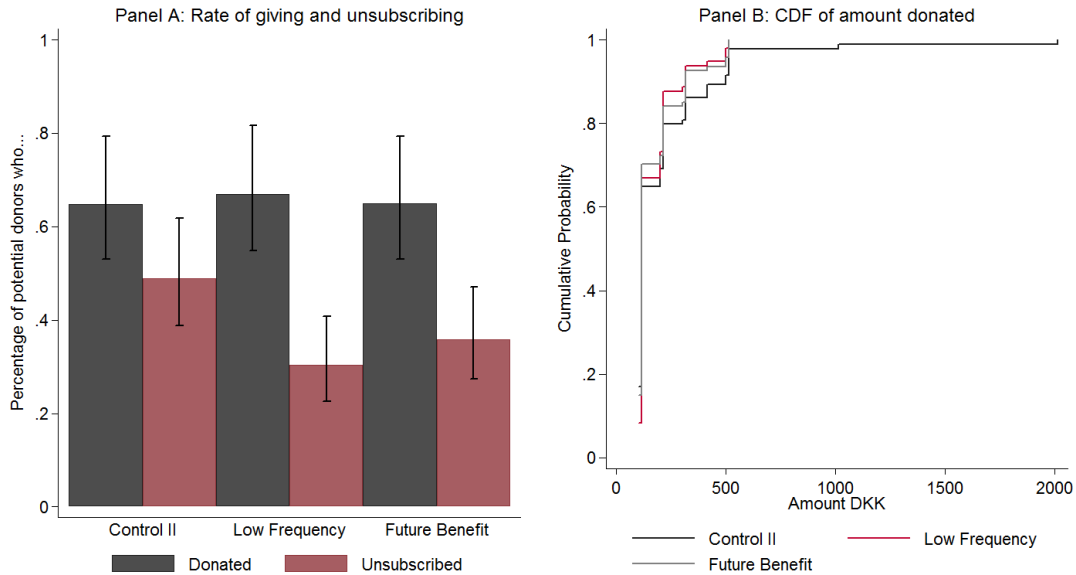 Panel A: Rate of giving and unsubscribing
Percentage of potential donors who...
1
.8
.6
.4
.2
0
Control II
Low Frequency
Future Benefit
Donated
Unsubscribed
Panel B: CDF of amount donated
Cumulative Probability
1
.8
.6
.4
.2
0
0
500
1000
1500
2000
Amount DKK
Control II
Low Frequency
Future Benefit